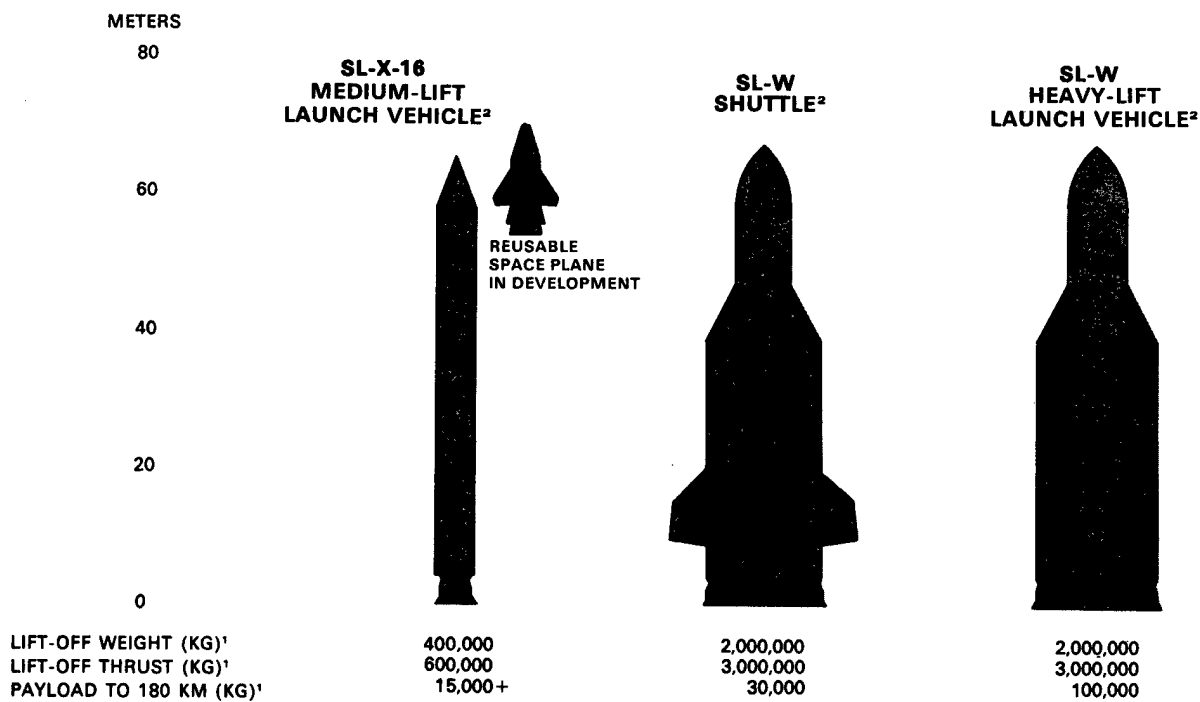 METERS
80
60
40
20
0
SL-X-16
MEDIUM-LIFT
LAUNCH VEHICLE²
REUSABLE
SPACE PLANE
IN DEVELOPMENT
SL-W
SHUTTLE²
SL-W
HEAVY-LIFT
LAUNCH VEHICLE²
LIFT-OFF WEIGHT (KG)¹ 400,000 2,000,000 2,000,000
LIFT-OFF THRUST (KG)¹ 600,000 3,000,000 3,000,000
PAYLOAD TO 180 KM (KG)¹ 15,000+ 30,000 100,000